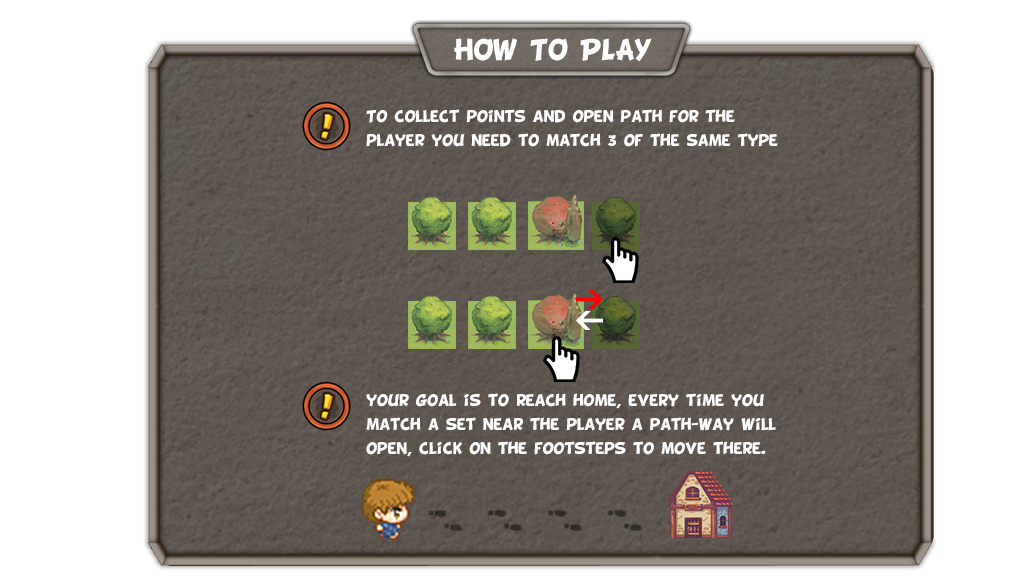 HOW TO PLAY
TO COLLECT POINTS AND OPEN PATH FOR THE
PLAYER YOU NEED TO MATCH 3 OF THE SAME TYPE
YOUR GOAL IS TO REACH HOME, EVERY TIME YOU
MATCH A SET NEAR THE PLAYER A PATH-WAY WILL
OPEN, CLICK ON THE FOOTSTEPS TO MOVE THERE.